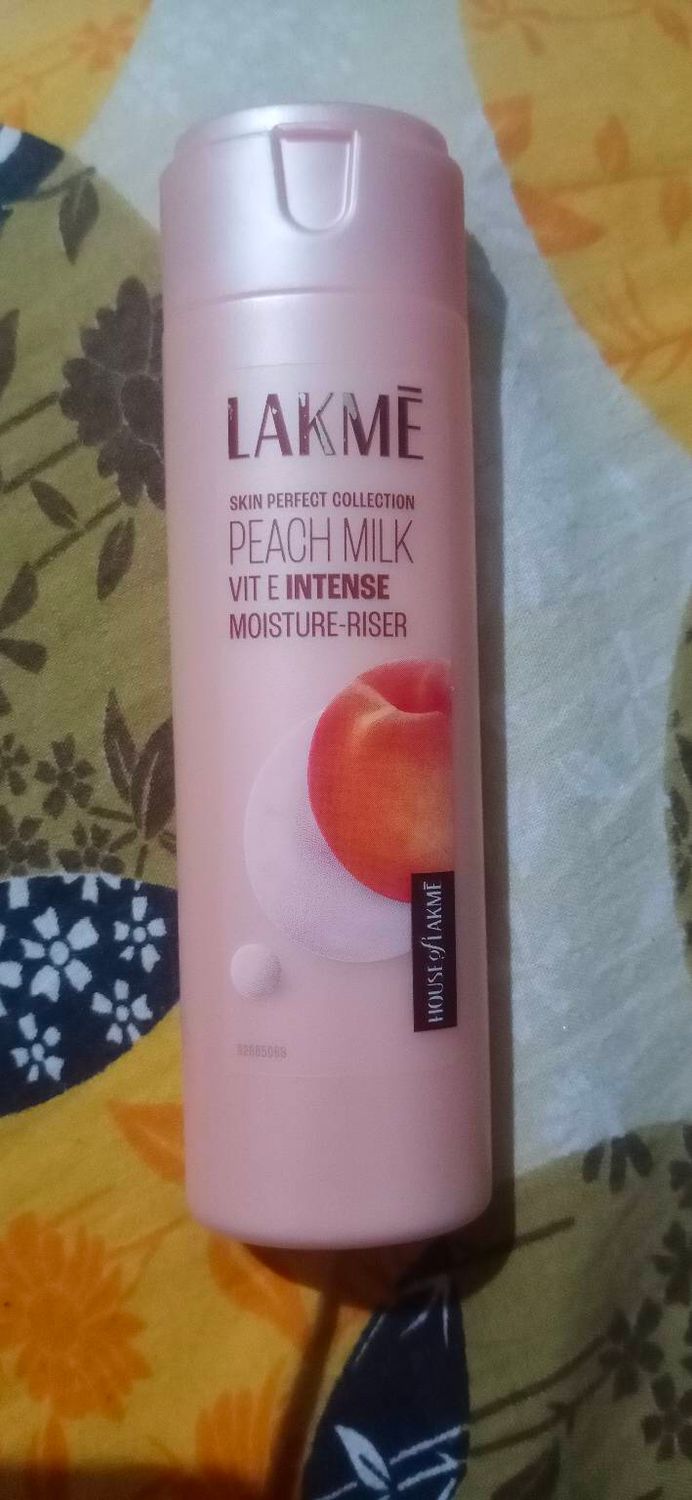 LAKMĒ
SKIN PERFECT COLLECTION
PEACH MILK
VIT E INTENSE
MOISTURE-RISER
HOUSE of LAKMĒ